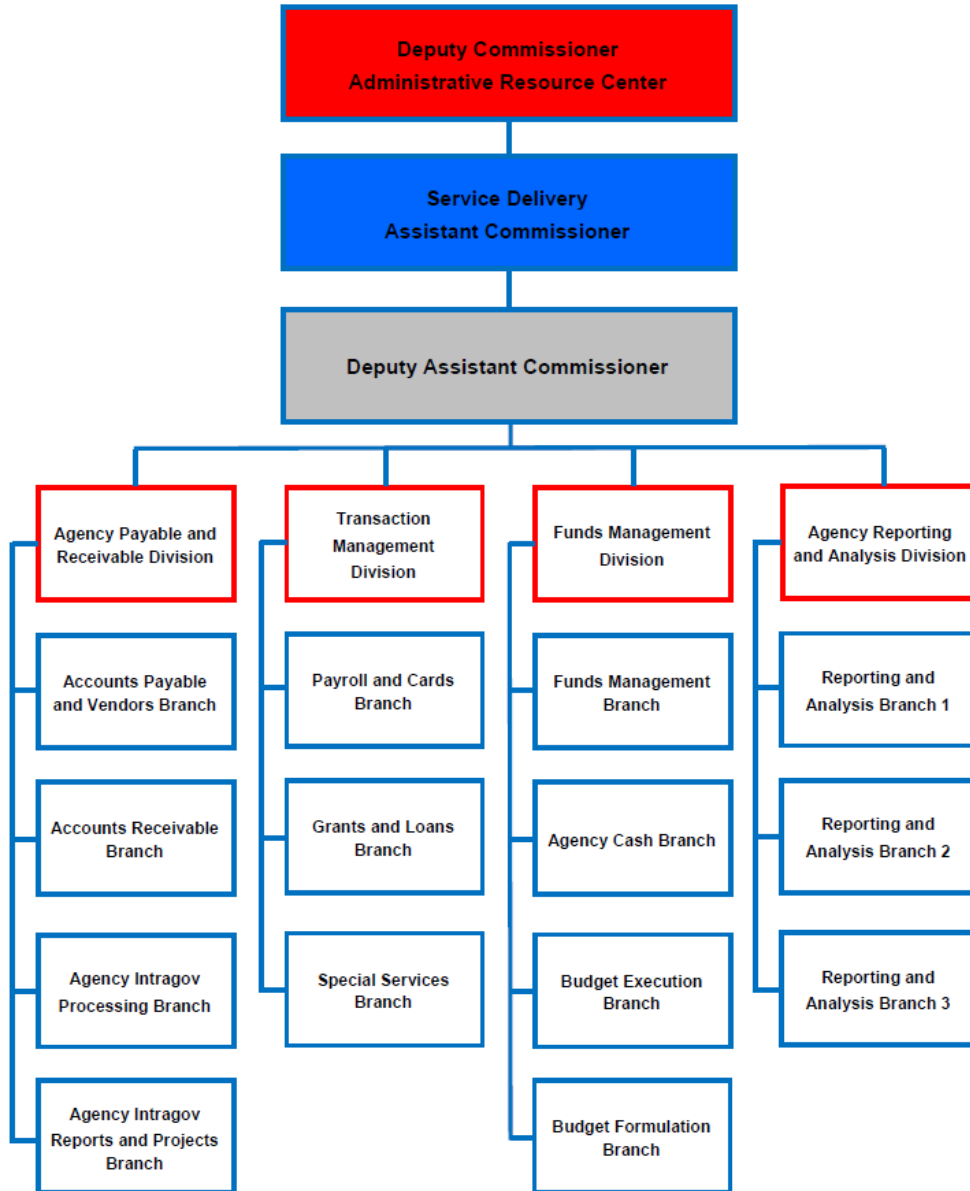 Deputy Commissioner
Administrative Resource Center
Service Delivery
Assistant Commissioner
Deputy Assistant Commissioner
Agency Payable and
Receivable Division
Accounts Payable
and Vendors Branch
Accounts Receivable
Branch
Agency Intragov
Processing Branch
Agency Intragov
Reports and Projects
Branch
Transaction
Management
Division
Payroll and Cards
Branch
Grants and Loans
Branch
Special Services
Branch
Funds Management
Division
Funds Management
Branch
Agency Cash Branch
Budget Execution
Branch
Budget Formulation
Branch
Agency Reporting
and Analysis Division
Reporting and
Analysis Branch 1
Reporting and
Analysis Branch 2
Reporting and
Analysis Branch 3